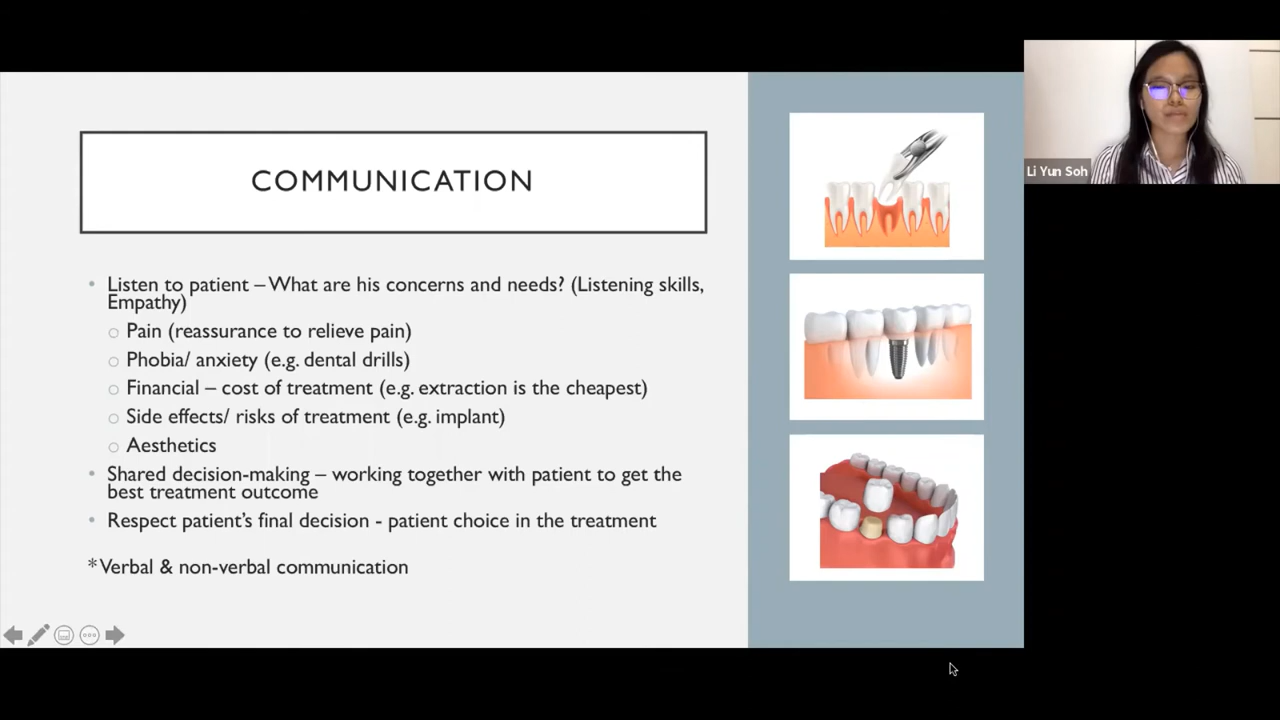 COMMUNICATION
• Listen to patient – What are his concerns and needs? (Listening skills,
Empathy)
○ Pain (reassurance to relieve pain)
○ Phobia/ anxiety (e.g. dental drills)
○ Financial – cost of treatment (e.g. extraction is the cheapest)
○ Side effects/ risks of treatment (e.g. implant)
○ Aesthetics
• Shared decision-making – working together with patient to get the
best treatment outcome
• Respect patient’s final decision - patient choice in the treatment
* Verbal & non-verbal communication
Li Yun Soh